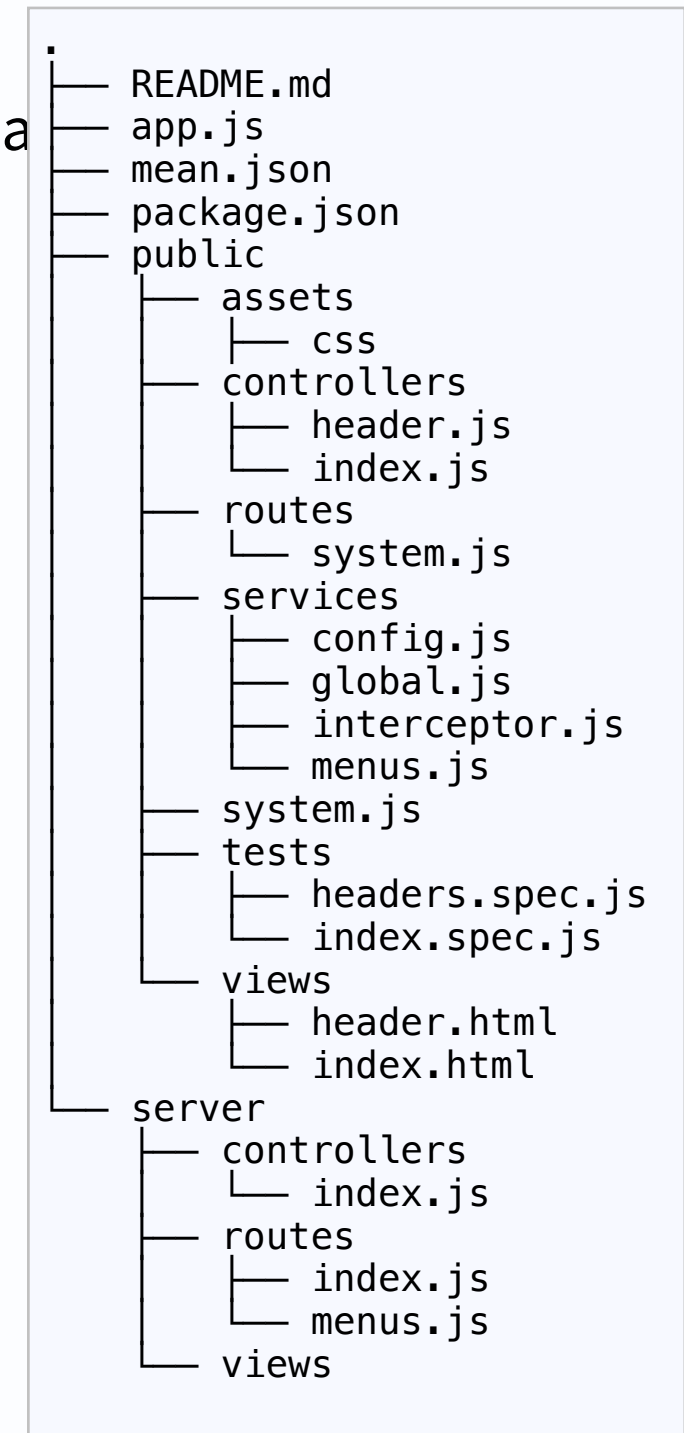 .
├── README.md
a
├── app.js
├── mean.json
├── package.json
├── public
│   ├── assets
│   │   ├── css
│   ├── controllers
│   │   ├── header.js
│   │   └── index.js
│   ├── routes
│   │   └── system.js
│   ├── services
│   │   ├── config.js
│   │   ├── global.js
│   │   ├── interceptor.js
│   │   └── menus.js
│   ├── system.js
│   ├── tests
│   │   ├── headers.spec.js
│   │   └── index.spec.js
│   └── views
│       ├── header.html
│       └── index.html
└── server
    ├── controllers
    │   └── index.js
    ├── routes
    │   ├── index.js
    │   └── menus.js
    └── views